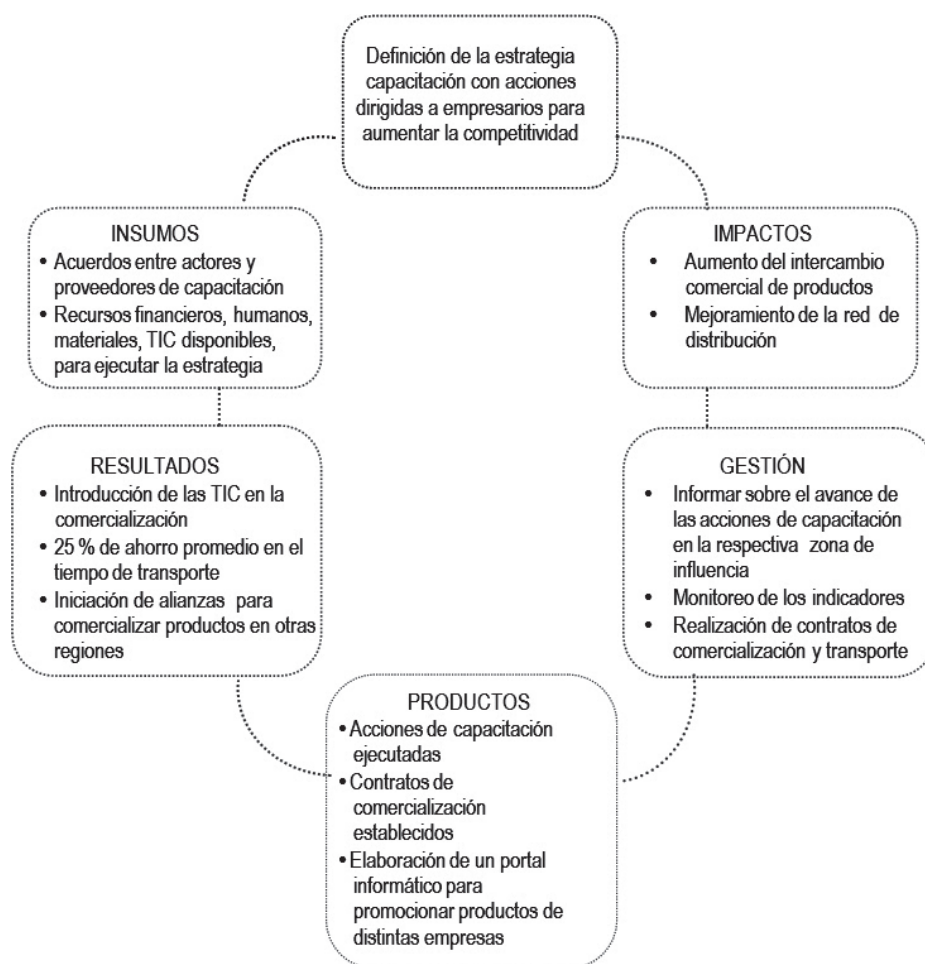 Definición de la estrategia
capacitación con acciones
dirigidas a empresarios para
aumentar la competitividad
INSUMOS
• Acuerdos entre actores y
proveedores de capacitación
• Recursos financieros, humanos,
materiales, TIC disponibles,
para ejecutar la estrategia
IMPACTOS
• Aumento del intercambio
comercial de productos
• Mejoramiento de la red de
distribución
RESULTADOS
• Introducción de las TIC en la
comercialización
• 25 % de ahorro promedio en el
tiempo de transporte
• Iniciación de alianzas para
comercializar productos en otras
regiones
GESTIÓN
• Informar sobre el avance de
las acciones de capacitación
en la respectiva zona de
influencia
• Monitoreo de los indicadores
• Realización de contratos de
comercialización y transporte
PRODUCTOS
• Acciones de capacitación
ejecutadas
• Contratos de
comercialización
establecidos
• Elaboración de un portal
informático para
promocionar productos de
distintas empresas